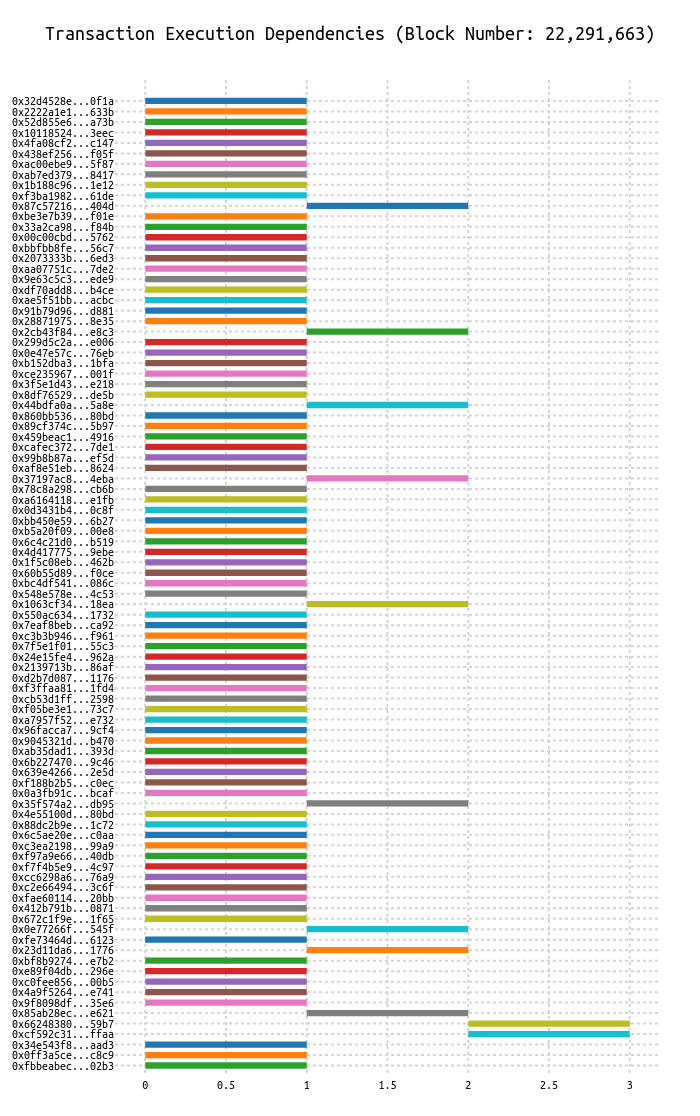 Transaction Execution Dependencies (Block Number: 22,291,663)
0x32d4528e...0f1a
0x2222a1e1...633b
0x52d855e6...a73b
0x10118524...3eec
0x4fa08cf2...c147
0x438ef256...f05f
0xac00ebe9...5f87
0xab7ed379...8417
0x1b188c96...1e12
0xf3ba1982...61de
0x87c57216...404d
0xbe3e7b39...f01e
0x33a2ca98...f84b
0x00c00cbd...5762
0xbbfbb8fe...56c7
0x2073333b...6ed3
0xaa07751c...7de2
0x9e63c5c3...ede9
0xdf70add8...b4ce
0xae5f51bb...acbc
0x91b79d96...d881
0x28871975...8e35
0x2cb43f84...e8c3
0x299d5c2a...e006
0x0e47e57c...76eb
0xb152dba3...1bfa
0xce235967...001f
0x3f5e1d43...e218
0x8df76529...de5b
0x44bdfa0a...5a8e
0x860bb536...80bd
0x89cf374c...5b97
0x459beac1...4916
0xcafec372...7de1
0x99b8b87a...ef5d
0xaf8e51eb...8624
0x37197ac8...4eba
0x78c8a298...cb6b
0xa6164118...e1fb
0x0d3431b4...0c8f
0xbb450e59...6b27
0xb5a20f09...00e8
0x6c4c21d0...b519
0x4d417775...9ebe
0x1f5c08eb...462b
0x60b55d89...f0ce
0xbc4df541...086c
0x548e578e...4c53
0x1063cf34...18ea
0x550ac634...1732
0x7eaf8beb...ca92
0xc3b3b946...f961
0x7f5e1f01...55c3
0x24e15fe4...962a
0x2139713b...86af
0xd2b7d087...1176
0xf3ffaa81...1fd4
0xcb53d1ff...2598
0xf05be3e1...73c7
0xa7957f52...e732
0x96facca7...9cf4
0x9045321d...b470
0xab35dad1...393d
0x6b227470...9c46
0x639e4266...2e5d
0xf188b2b5...c0ec
0x0a3fb91c...bcaf
0x35f574a2...db95
0x4e55100d...80bd
0x88dc2b9e...1c72
0x6c5ae20e...c0aa
0xc3ea2198...99a9
0xf97a9e66...40db
0xf7f4b5e9...4c97
0xcc6298a6...76a9
0xc2e66494...3c6f
0xfae60114...20bb
0x412b791b...0871
0x672c1f9e...1f65
0x0e77266f...545f
0xfe73464d...6123
0x23d11da6...1776
0xbf8b9274...e7b2
0xe89f04db...296e
0xc0fee856...00b5
0x4a9f5264...e741
0x9f8098df...35e6
0x85ab28ec...e621
0x66248380...59b7
0xcf592c31...ffaa
0x34e543f8...aad3
0x0ff3a5ce...c8c9
0xfbbeabec...02b3
0 0.5 1 1.5 2 2.5 3